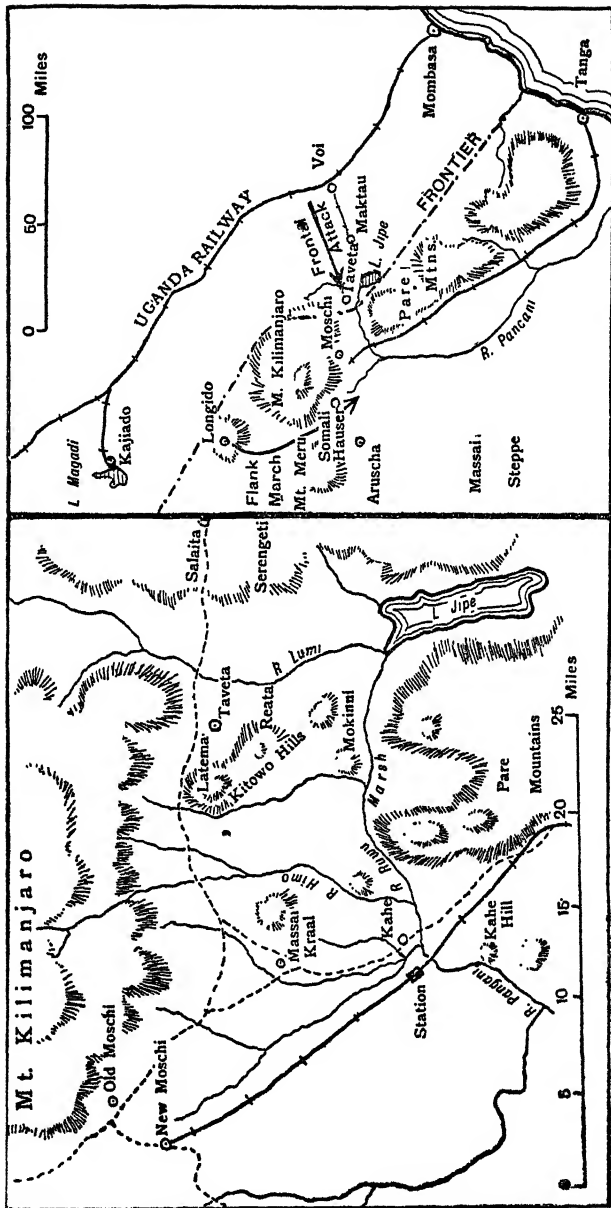 Mt. Kilimanjaro
Old Moschi
New Moschi
Salaita
Serengeti
Taveta
Latema
Reata
Kitowo Hills
R Lumi
Mokinni
L Jipe
Massai
Kraal
R Himo
Marsh
R Ruwu
Kahe
Station
Kahe
Hill
Pare
Mountains
R. Pangani
0 5 10 15 20 25
Miles
0 50 100
Miles
UGANDA RAILWAY
L Magadi
Kajiado
Longido
Voi
Mombasa
Frontal
Attack
Maktau
Taveta
L. Jipe
FRONTIER
M. Kilimanjaro
Moschi
Flank
March
Mt. Meru
Somali
Hauser
Aruscha
Pare
Mtns.
R. Pancani
Massai
Steppe
Tanga